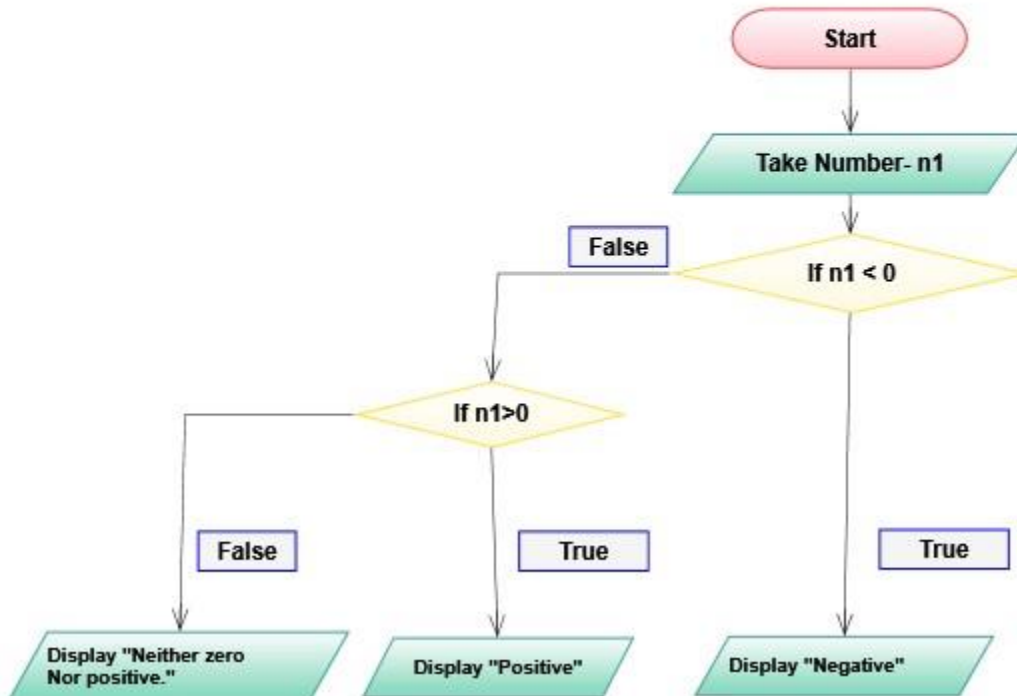 Start
Take Number- n1
False
If n1 < 0
If n1>0
False
True
True
Display "Neither zero
Nor positive."
Display "Positive"
Display "Negative"